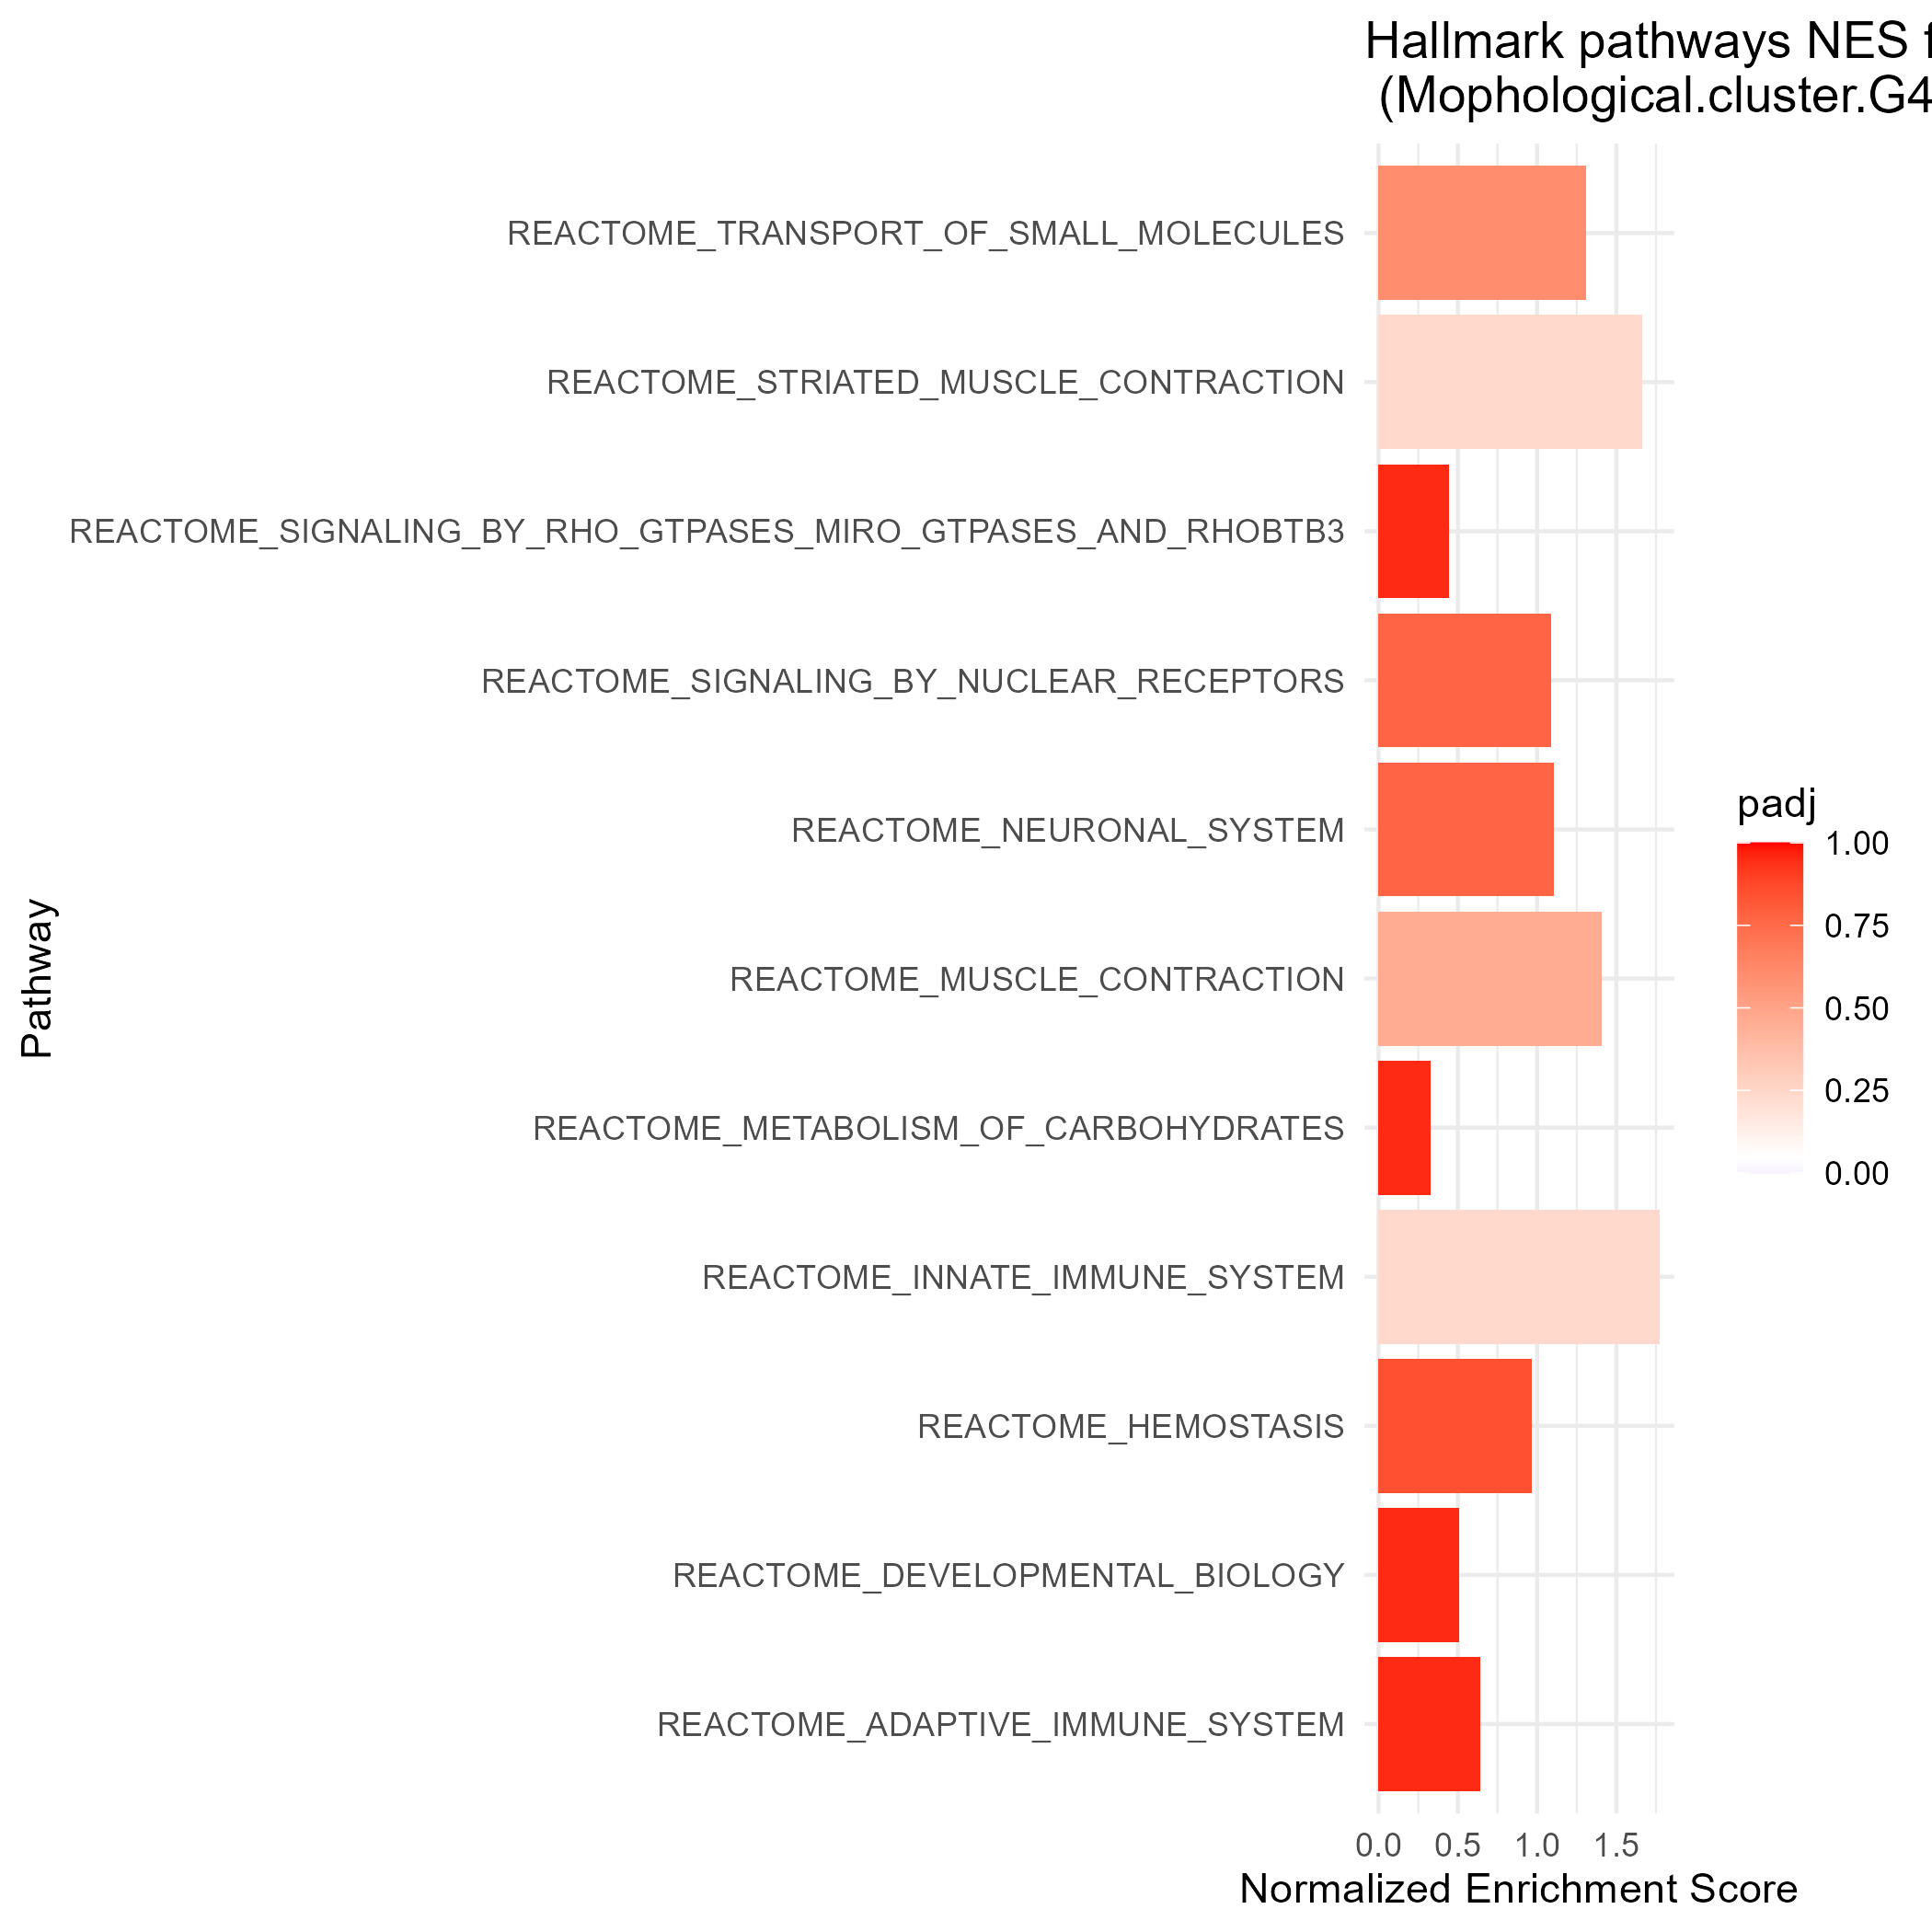 Hallmark pathways NES f
(Mophological.cluster.G4
REACTOME_TRANSPORT_OF_SMALL_MOLECULES
REACTOME_STRIATED_MUSCLE_CONTRACTION
REACTOME_SIGNALING_BY_RHO_GTPASES_MIRO_GTPASES_AND_RHOBTB3
REACTOME_SIGNALING_BY_NUCLEAR_RECEPTORS
REACTOME_NEURONAL_SYSTEM
REACTOME_MUSCLE_CONTRACTION
REACTOME_METABOLISM_OF_CARBOHYDRATES
REACTOME_INNATE_IMMUNE_SYSTEM
REACTOME_HEMOSTASIS
REACTOME_DEVELOPMENTAL_BIOLOGY
REACTOME_ADAPTIVE_IMMUNE_SYSTEM
Pathway
0.0 0.5 1.0 1.5
Normalized Enrichment Score
padj
1.00
0.75
0.50
0.25
0.00